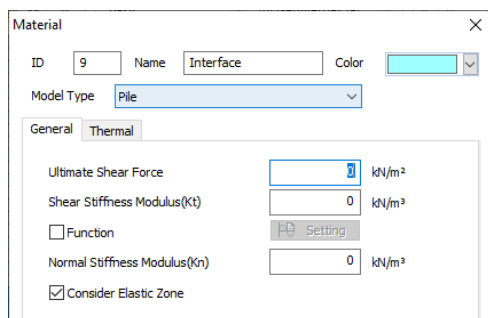 Material
ID 9 Name Interface Color
Model Type Pile
General Thermal
Ultimate Shear Force 0 kN/m²
Shear Stiffness Modulus(Kt) 0 kN/m³
Function Setting
Normal Stiffness Modulus(Kn) 0 kN/m³
Consider Elastic Zone